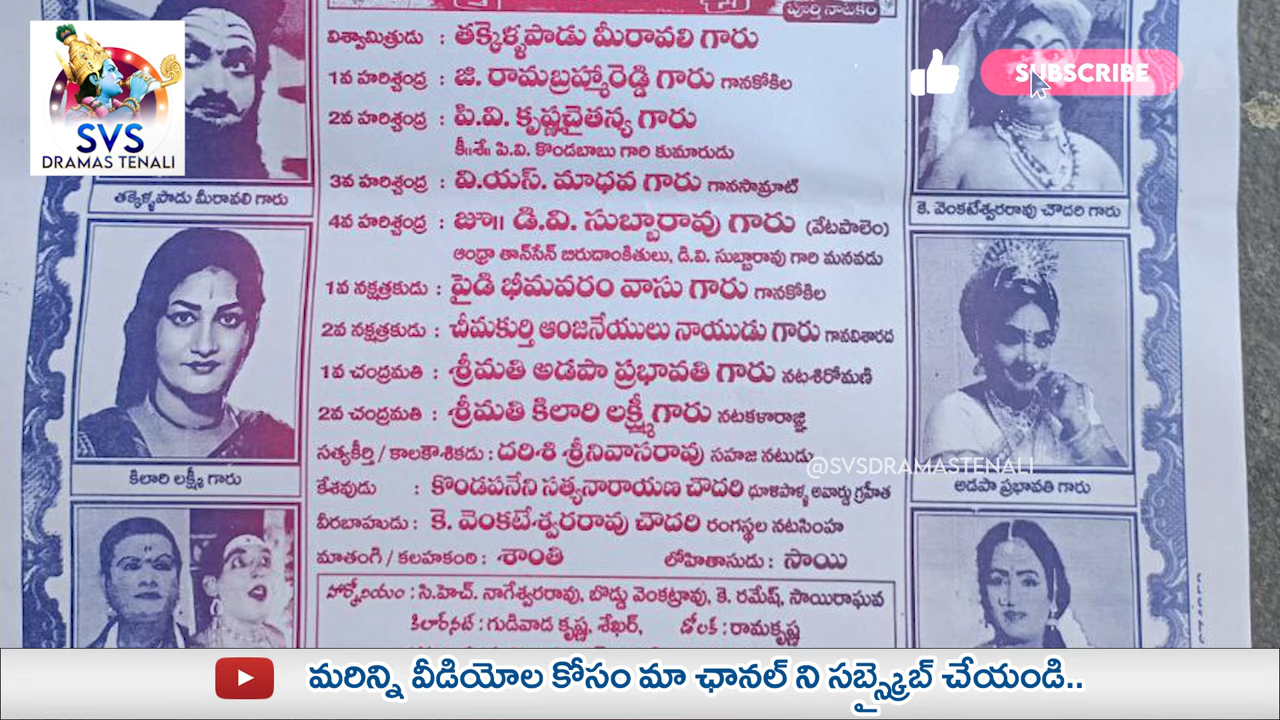 పూర్తి నాటకం
విశ్వామిత్రుడు : తక్కెళ్ళపాడు మీరావలి గారు
1వ హరిశ్చంద్ర : జి. రామబ్రహ్మారెడ్డి గారు గానకోకిల
2వ హరిశ్చంద్ర : పి.వి. కృష్ణచైతన్య గారు
కీ॥శే॥ పి.వి. కొండబాబు గారి కుమారుడు
3వ హరిశ్చంద్ర : వి.యస్. మాధవ గారు గానసామ్రాట్
4వ హరిశ్చంద్ర : జూ॥ డి.వి. సుబ్బారావు గారు (వేటపాలెం)
ఆంధ్రా తాన్‌సేన్ బిరుదాంకితులు, డి.వి. సుబ్బారావు గారి మనవడు
1వ నక్షత్రకుడు : పైడి భీమవరం వాసు గారు గానకోకిల
2వ నక్షత్రకుడు : చీమకుర్తి ఆంజనేయులు నాయుడు గారు గానవిశారద
1వ చంద్రమతి : శ్రీమతి అడపా ప్రభావతి గారు నటశిరోమణి
2వ చంద్రమతి : శ్రీమతి కిలారి లక్ష్మీ గారు నటకళారాజ్ఞి
సత్యకీర్తి / కాలకౌశికుడు : దరిశి శ్రీనివాసరావు సహజ నటుడు
కేశవుడు : కొండపనేని సత్యనారాయణ చౌదరి ధూళిపాళ్ళ అవార్డు గ్రహీత
వీరబాహుడు : కె. వెంకటేశ్వరరావు చౌదరి రంగస్థల నటసింహ
మాతంగి / కలహకంఠి : శాంతి లోహితాసుడు : సాయి
హార్మోనియం : సి.హెచ్. నాగేశ్వరరావు, బొడ్డు వెంకట్రావు, కె. రమేష్, సాయిరాఘవ
కిలారినేట్ : గుడివాడ కృష్ణ, శేఖర్, డోలక్ : రామకృష్ణ
తక్కెళ్ళపాడు మీరావలి గారు
కిలారి లక్ష్మీ గారు
కె. వెంకటేశ్వరరావు చౌదరి గారు
అడపా ప్రభావతి గారు
SVS
DRAMAS TENALI
SUBSCRIBE
@SVSDRAMASTENALI
మరిన్ని వీడియోల కోసం మా ఛానల్ ని సబ్స్క్రైబ్ చేయండి..